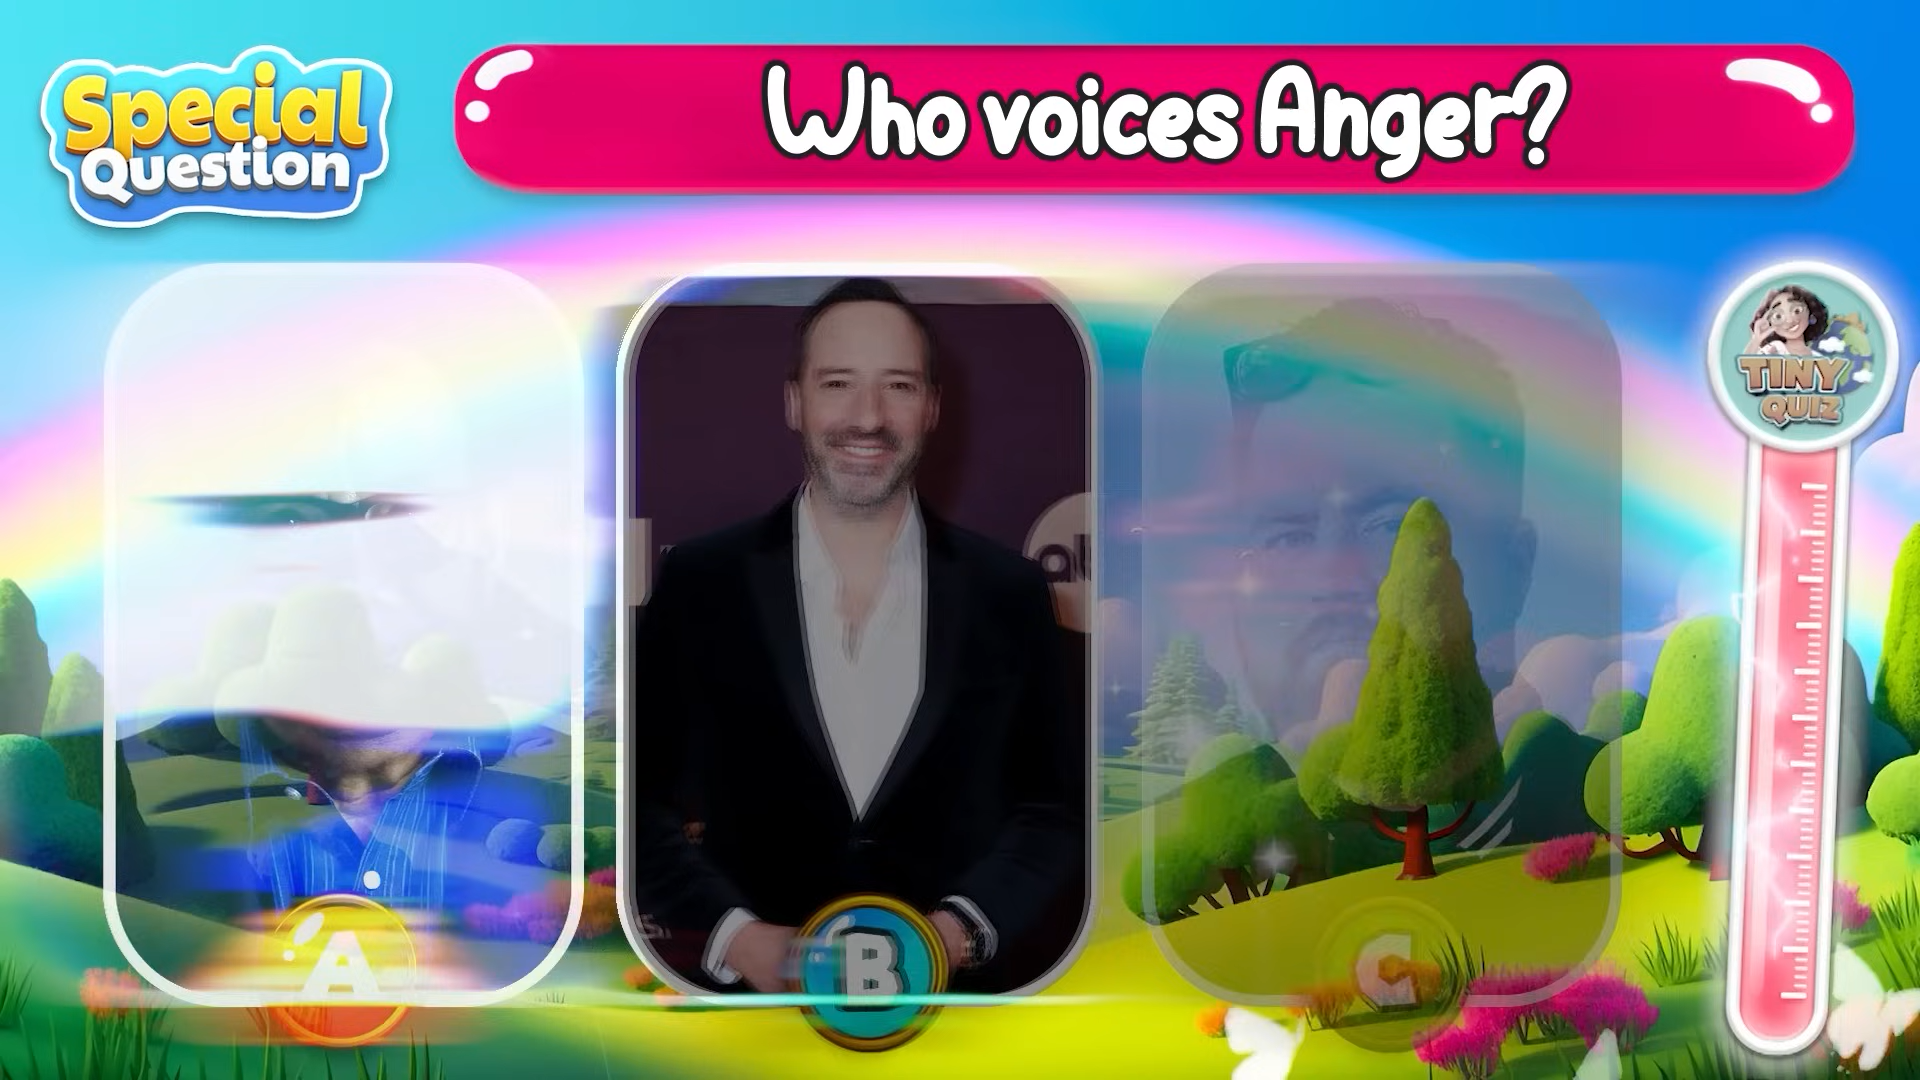 Special
Question
Who voices Anger?
TINY
QUIZ
A
B
C